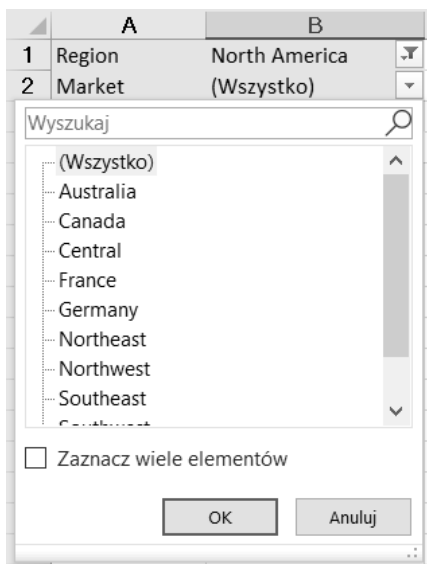 A B
1 Region North America
2 Market (Wszystko)
Wyszukaj
(Wszystko)
Australia
Canada
Central
France
Germany
Northeast
Northwest
Southeast
Zaznacz wiele elementów
OK Anuluj